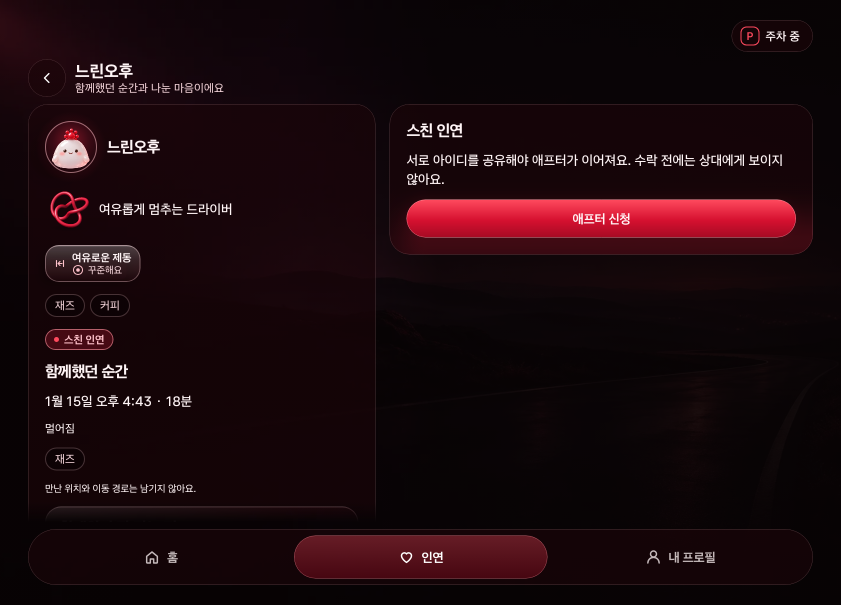 P 주차 중
느린오후
함께했던 순간과 나눈 마음이에요
느린오후
여유롭게 멈추는 드라이버
여유로운 제동
꾸준해요
재즈 커피
스친 인연
함께했던 순간
1월 15일 오후 4:43 · 18분
멀어짐
재즈
만난 위치와 이동 경로는 남기지 않아요.
스친 인연
서로 아이디를 공유해야 애프터가 이어져요. 수락 전에는 상대에게 보이지
않아요.
애프터 신청
홈 인연 내 프로필